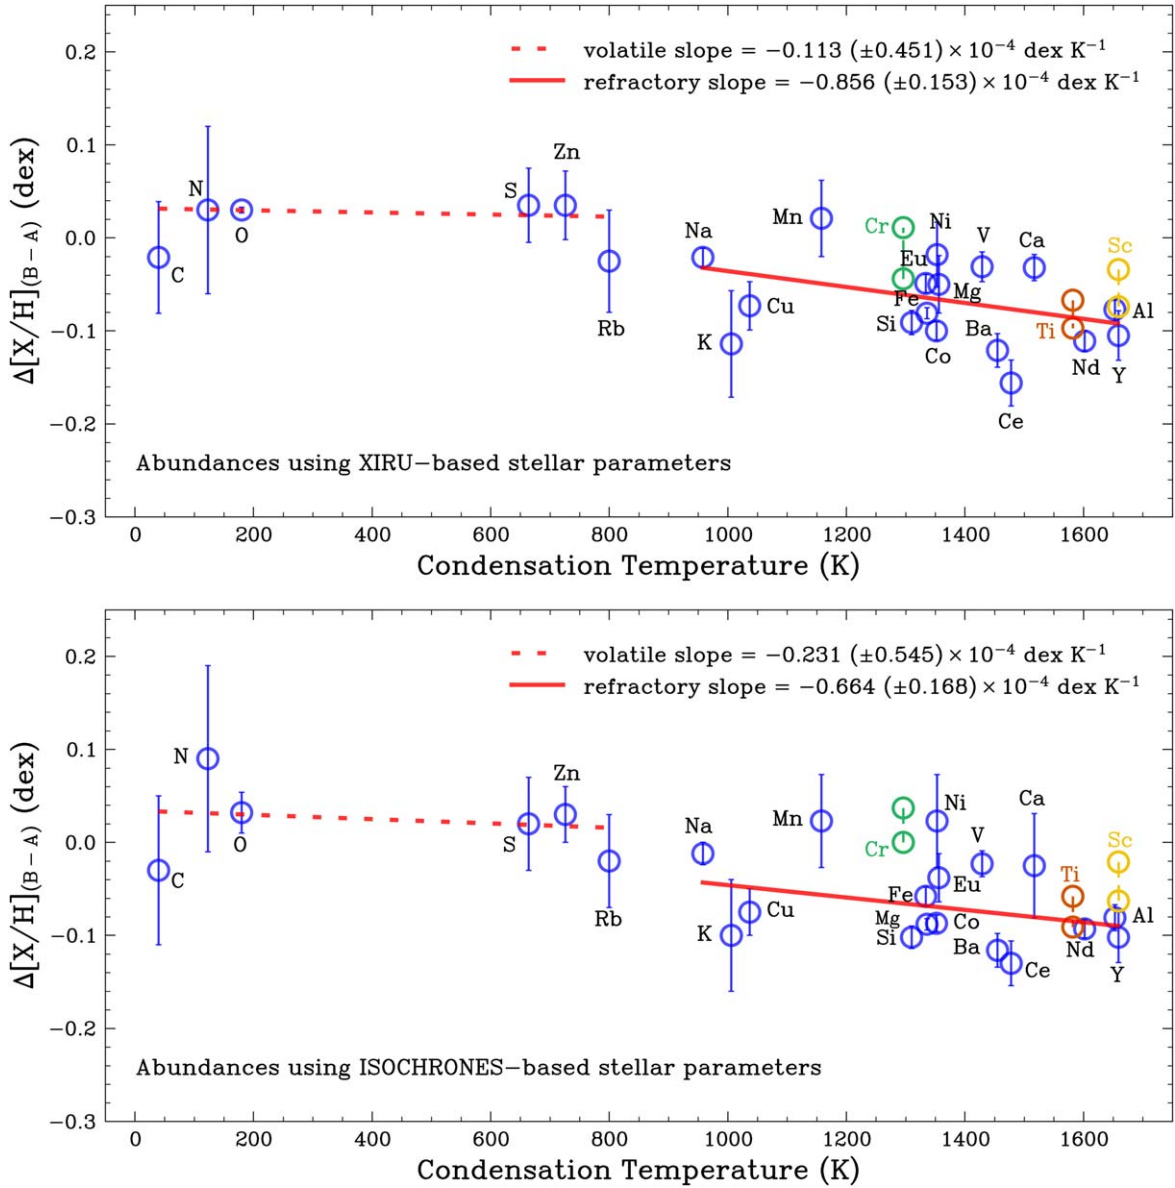 volatile slope = −0.113 (±0.451) × 10⁻⁴ dex K⁻¹
refractory slope = −0.856 (±0.153) × 10⁻⁴ dex K⁻¹
Δ[X/H](B − A) (dex)
0.2
0.1
0.0
−0.1
−0.2
−0.3
C
N
O
S
Zn
Rb
Na
K
Cu
Mn
Cr
Ni
Eu
Fe
Mg
Si
Co
V
Ba
Ce
Ca
Ti
Nd
Sc
Al
Y
Abundances using XIRU−based stellar parameters
0 200 400 600 800 1000 1200 1400 1600
Condensation Temperature (K)
volatile slope = −0.231 (±0.545) × 10⁻⁴ dex K⁻¹
refractory slope = −0.664 (±0.168) × 10⁻⁴ dex K⁻¹
Δ[X/H](B − A) (dex)
0.2
0.1
0.0
−0.1
−0.2
−0.3
C
N
O
S
Zn
Rb
Na
K
Cu
Mn
Cr
Ni
Eu
Fe
Mg
Si
Co
V
Ba
Ce
Ca
Ti
Nd
Sc
Al
Y
Abundances using ISOCHRONES−based stellar parameters
0 200 400 600 800 1000 1200 1400 1600
Condensation Temperature (K)